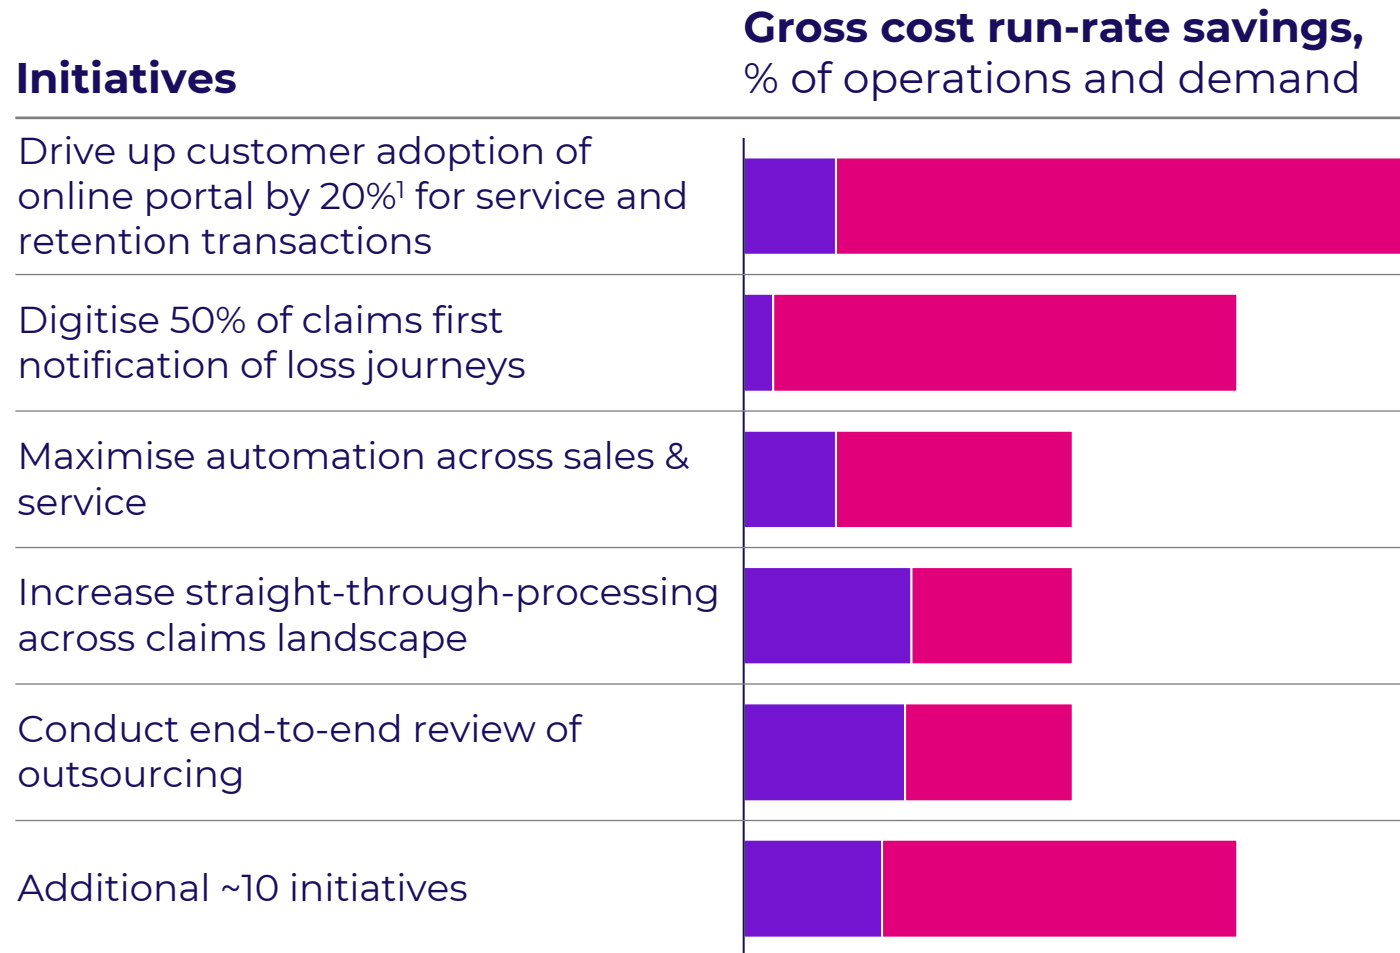 Gross cost run-rate savings,
Initiatives
% of operations and demand
Drive up customer adoption of
online portal by 20%¹ for service and
retention transactions
Digitise 50% of claims first
notification of loss journeys
Maximise automation across sales &
service
Increase straight-through-processing
across claims landscape
Conduct end-to-end review of
outsourcing
Additional ~10 initiatives